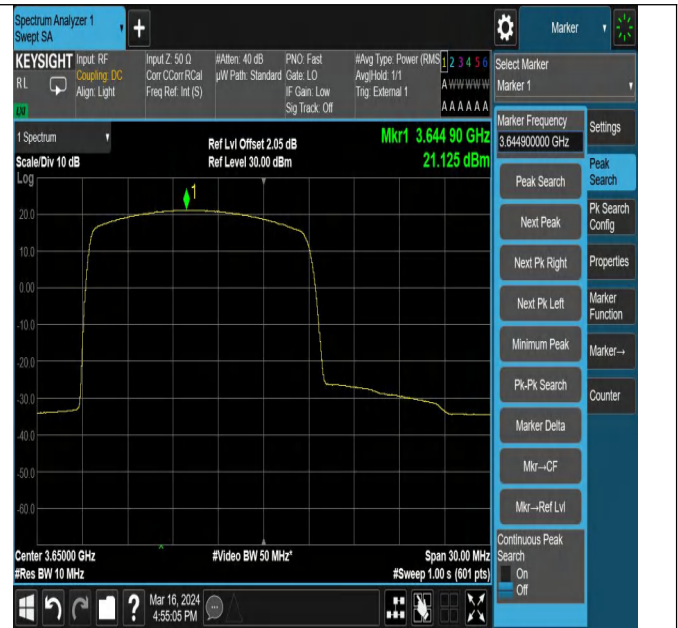 Spectrum Analyzer 1
Swept SA
+
Marker
KEYSIGHT
RL
Input: RF
Coupling: DC
Align: Light
Input Z: 50 Ω
Corr CCorr RCal
Freq Ref: Int (S)
#Atten: 40 dB
µW Path: Standard
PNO: Fast
Gate: LO
IF Gain: Low
Sig Track: Off
#Avg Type: Power (RMS
Avg|Hold: 1/1
Trig: External 1
1 2 3 4 5 6
A W W W W W
A A A A A A
Select Marker
Marker 1
1 Spectrum
Scale/Div 10 dB
Log
Ref Lvl Offset 2.05 dB
Ref Level 30.00 dBm
Mkr1 3.644 90 GHz
21.125 dBm
1
20.0
10.0
0.00
-10.0
-20.0
-30.0
-40.0
-50.0
-60.0
Center 3.65000 GHz
#Res BW 10 MHz
#Video BW 50 MHz*
Span 30.00 MHz
#Sweep 1.00 s (601 pts)
Marker Frequency
3.644900000 GHz
Peak Search
Next Peak
Next Pk Right
Next Pk Left
Minimum Peak
Pk-Pk Search
Marker Delta
Mkr→CF
Mkr→Ref Lvl
Continuous Peak
Search
On
Off
Settings
Peak
Search
Pk Search
Config
Properties
Marker
Function
Marker→
Counter
?
Mar 16, 2024
4:55:05 PM